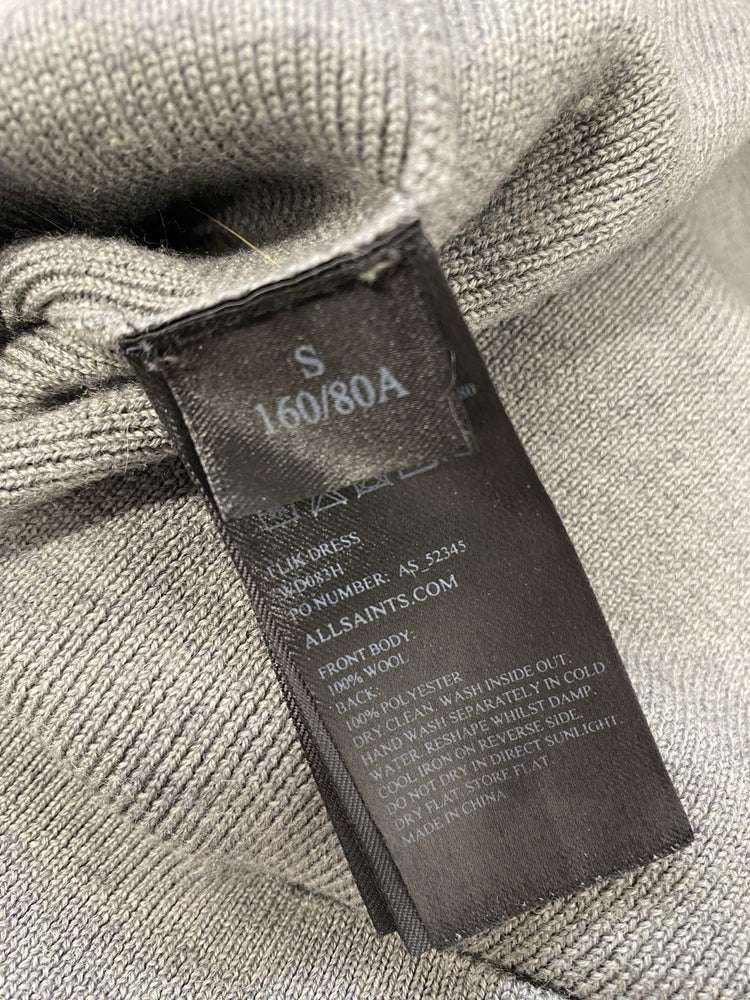 S
160/80A
DRESS
WD083H
PO NUMBER: AS_52345
ALLSAINTS.COM
FRONT BODY:
100% WOOL
BACK:
100% POLYESTER
DRY CLEAN. WASH INSIDE OUT.
HAND WASH SEPARATELY IN COLD
WATER. RESHAPE WHILST DAMP.
COOL IRON ON REVERSE SIDE.
DO NOT DRY IN DIRECT SUNLIGHT.
DRY FLAT. STORE FLAT.
MADE IN CHINA